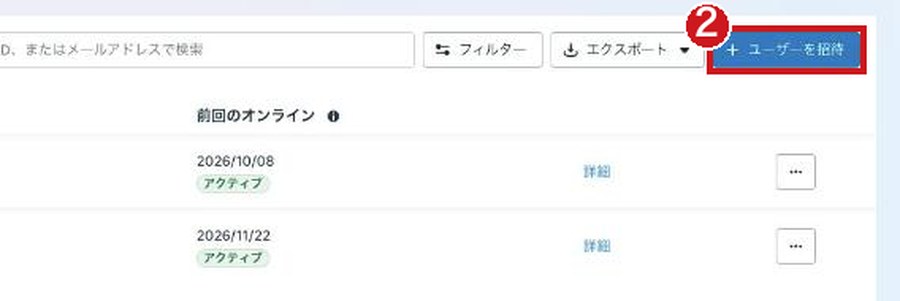 D、またはメールアドレスで検索
フィルター
エクスポート
2
+ ユーザーを招待
前回のオンライン
2026/10/08
アクティブ
詳細
...
2026/11/22
アクティブ
詳細
...